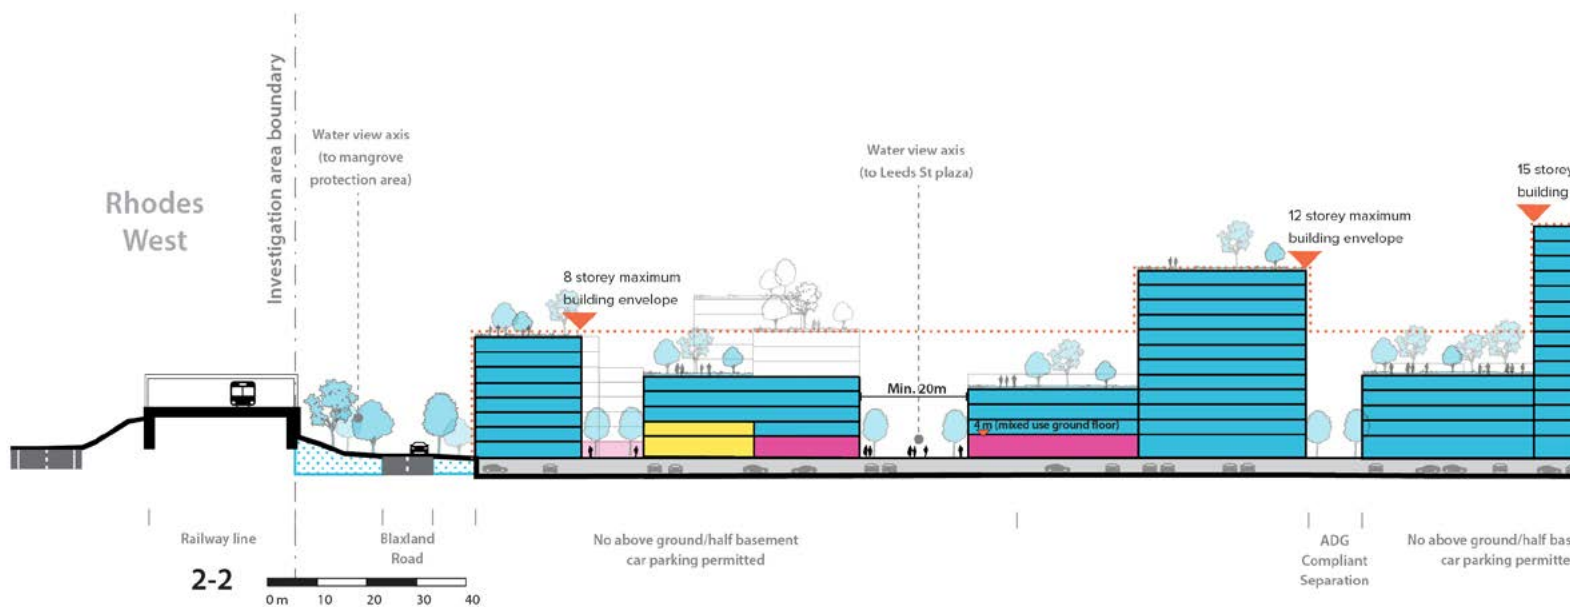 Rhodes
West
Investigation area boundary
Water view axis
(to mangrove
protection area)
8 storey maximum
building envelope
Water view axis
(to Leeds St plaza)
12 storey maximum
building envelope
15 storey
building
Min. 20m
4 m (mixed use ground floor)
Railway line
Blaxland
Road
No above ground/half basement
car parking permitted
ADG
Compliant
Separation
No above ground/half bas
car parking permitte
2-2
0 m 10 20 30 40